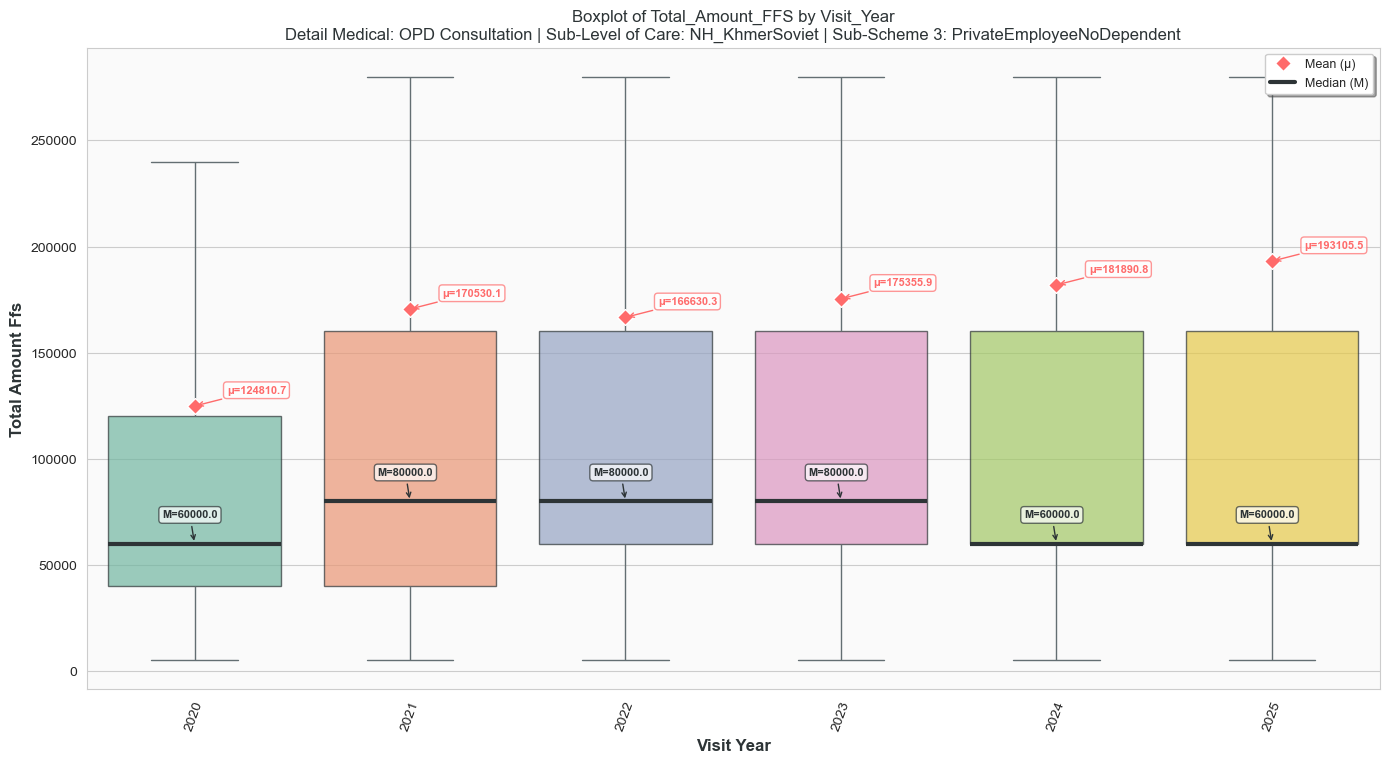 Boxplot of Total_Amount_FFS by Visit_Year
Detail Medical: OPD Consultation | Sub-Level of Care: NH_KhmerSoviet | Sub-Scheme 3: PrivateEmployeeNoDependent
Mean (μ)
Median (M)
Total Amount Ffs
250000
200000
150000
100000
50000
0
μ=124810.7
μ=170530.1
μ=166630.3
μ=175355.9
μ=181890.8
μ=193105.5
M=60000.0
M=80000.0
M=80000.0
M=80000.0
M=60000.0
M=60000.0
2020
2021
2022
2023
2024
2025
Visit Year